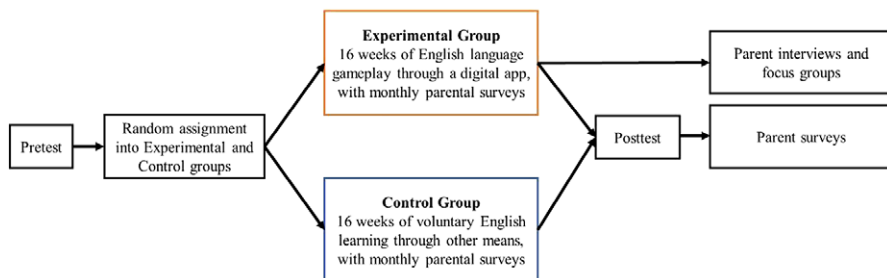 Pretest
Random assignment
into Experimental and
Control groups
Experimental Group
16 weeks of English language
gameplay through a digital app,
with monthly parental surveys
Control Group
16 weeks of voluntary English
learning through other means,
with monthly parental surveys
Posttest
Parent interviews and
focus groups
Parent surveys